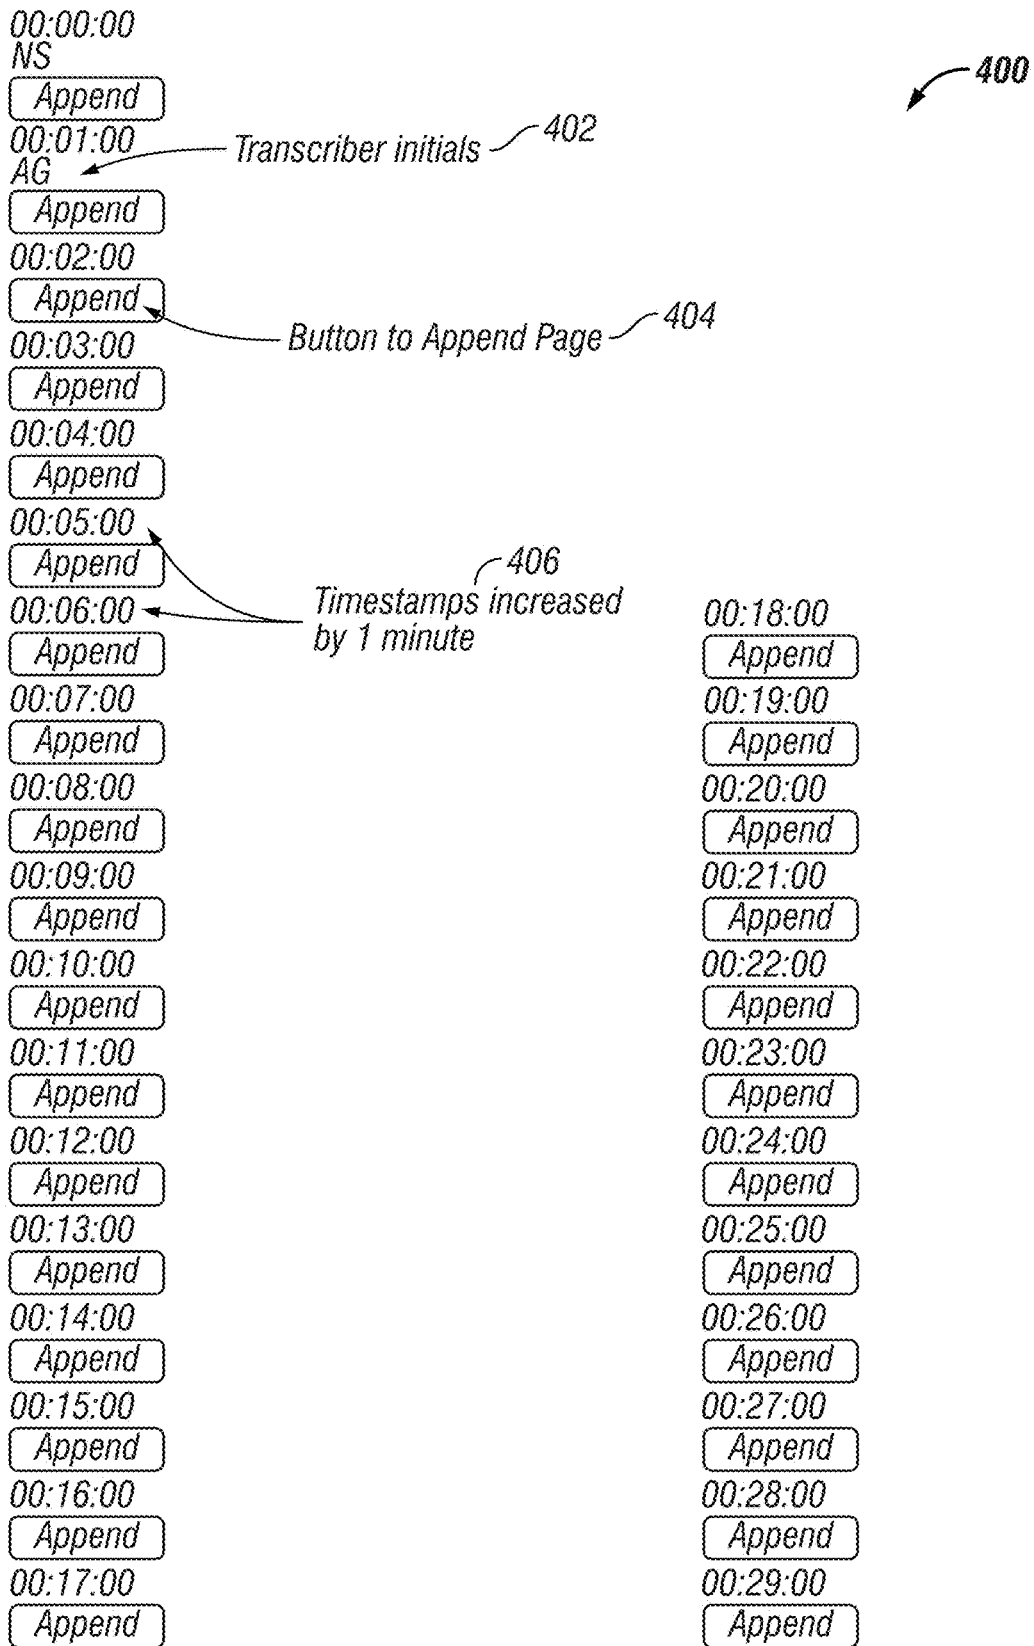 00:00:00
NS
Append
00:01:00
AG
Append
00:02:00
Append
00:03:00
Append
00:04:00
Append
00:05:00
Append
00:06:00
Append
00:07:00
Append
00:08:00
Append
00:09:00
Append
00:10:00
Append
00:11:00
Append
00:12:00
Append
00:13:00
Append
00:14:00
Append
00:15:00
Append
00:16:00
Append
00:17:00
Append
400
Transcriber initials 402
Button to Append Page 404
406
Timestamps increased
by 1 minute
00:18:00
Append
00:19:00
Append
00:20:00
Append
00:21:00
Append
00:22:00
Append
00:23:00
Append
00:24:00
Append
00:25:00
Append
00:26:00
Append
00:27:00
Append
00:28:00
Append
00:29:00
Append